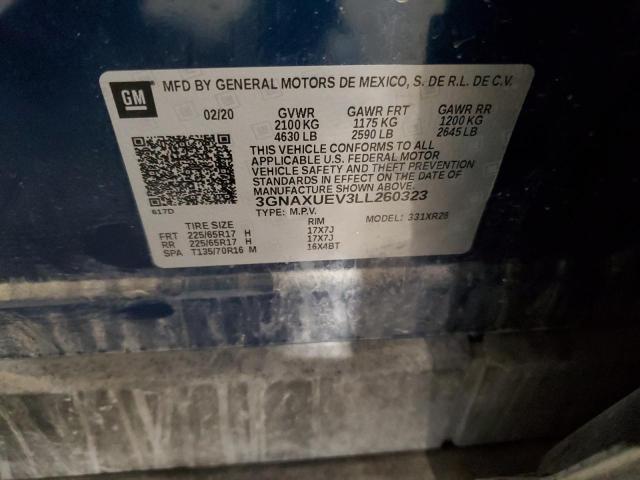 GM
MFD BY GENERAL MOTORS DE MEXICO, S. DE R.L. DE C.V.
02/20 GVWR GAWR FRT GAWR RR
2100 KG 1175 KG 1200 KG
4630 LB 2590 LB 2645 LB
THIS VEHICLE CONFORMS TO ALL
APPLICABLE U.S. FEDERAL MOTOR
VEHICLE SAFETY AND THEFT PREVENTION
STANDARDS IN EFFECT ON THE DATE OF
MANUFACTURE SHOWN ABOVE.
617D
3GNAXUEV3LL260323
TYPE: M.P.V. MODEL: 331XR26
TIRE SIZE RIM
FRT 225/65R17 H 17X7J
RR 225/65R17 H 17X7J
SPA T135/70R16 M 16X4BT